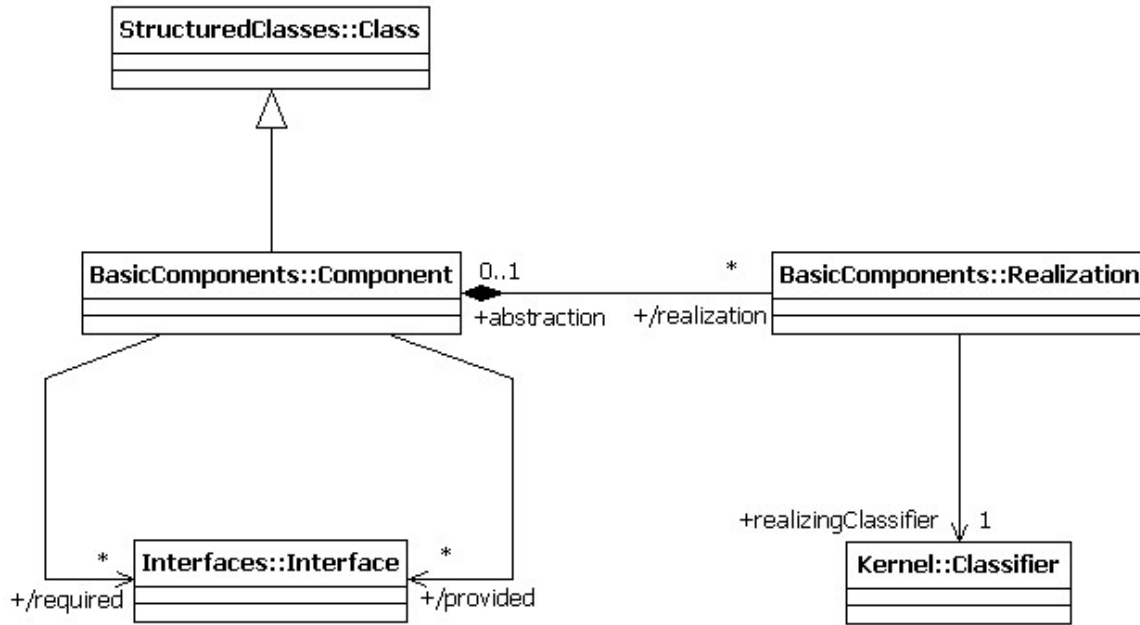 StructuredClasses::Class
BasicComponents::Component
0..1
*
BasicComponents::Realization
+abstraction
+/realization
+realizingClassifier
1
*
Interfaces::Interface
*
Kernel::Classifier
+/required
+/provided